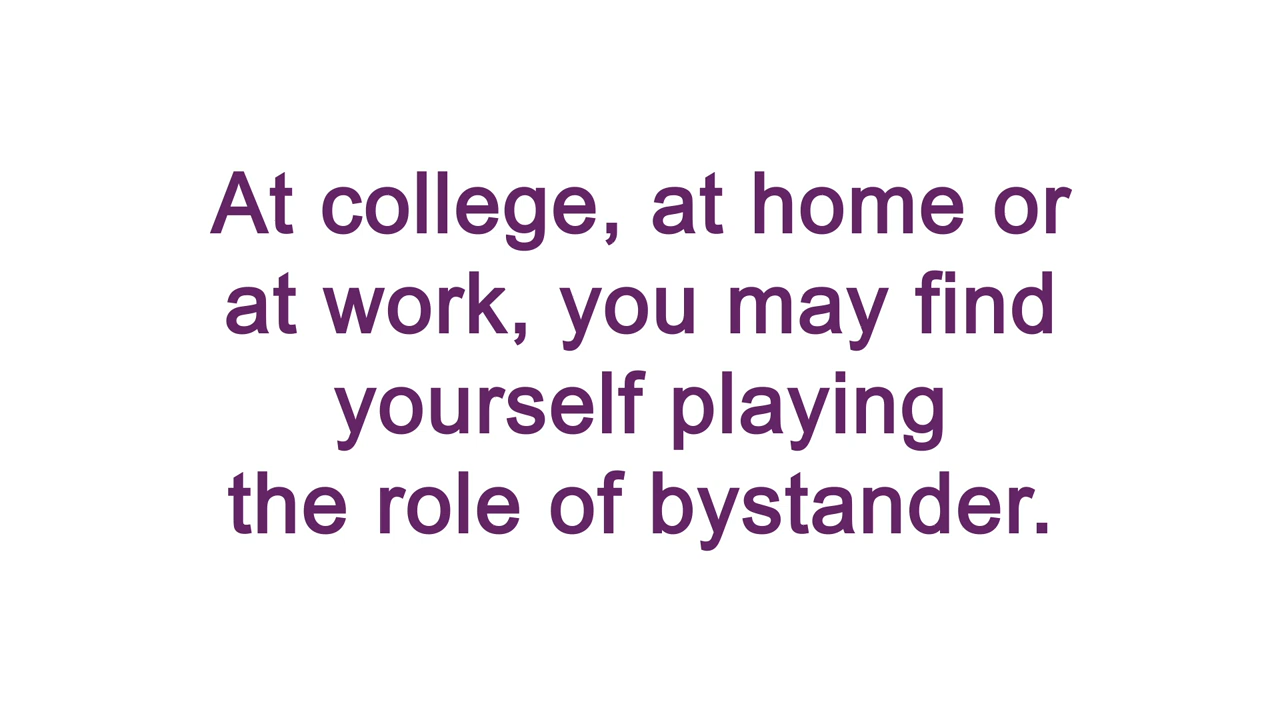 At college, at home or
at work, you may find
yourself playing
the role of bystander.